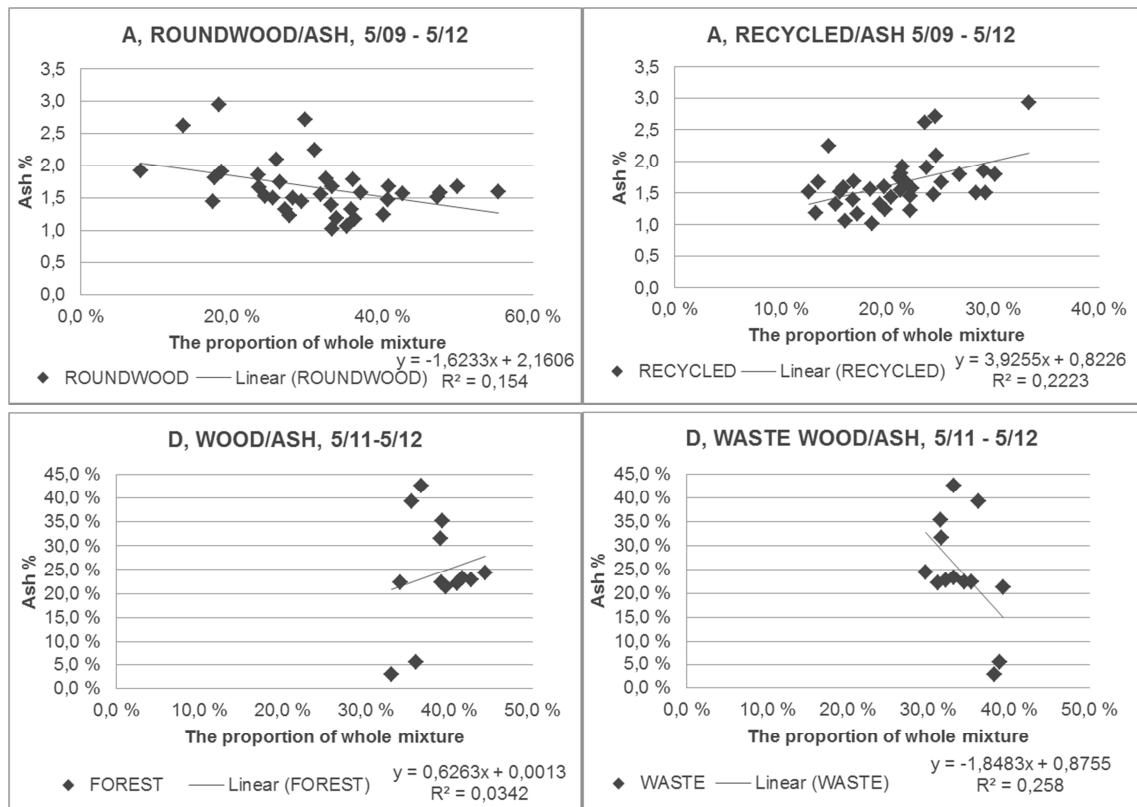 A, ROUNDWOOD/ASH, 5/09 - 5/12
3,5
3,0
2,5
2,0
1,5
1,0
0,5
0,0
Ash %
0,0 %
20,0 %
40,0 %
60,0 %
The proportion of whole mixture
ROUNDWOOD
Linear (ROUNDWOOD)
y = -1,6233x + 2,1606
R² = 0,154
A, RECYCLED/ASH 5/09 - 5/12
3,5
3,0
2,5
2,0
1,5
1,0
0,5
0,0
Ash %
0,0 %
10,0 %
20,0 %
30,0 %
40,0 %
The proportion of whole mixture
RECYCLED
Linear (RECYCLED)
y = 3,9255x + 0,8226
R² = 0,2223
D, WOOD/ASH, 5/11-5/12
45,0 %
40,0 %
35,0 %
30,0 %
25,0 %
20,0 %
15,0 %
10,0 %
5,0 %
0,0 %
Ash %
0,0 %
10,0 %
20,0 %
30,0 %
40,0 %
50,0 %
The proportion of whole mixture
FOREST
Linear (FOREST)
y = 0,6263x + 0,0013
R² = 0,0342
D, WASTE WOOD/ASH, 5/11 - 5/12
45,0 %
40,0 %
35,0 %
30,0 %
25,0 %
20,0 %
15,0 %
10,0 %
5,0 %
0,0 %
Ash %
0,0 %
10,0 %
20,0 %
30,0 %
40,0 %
50,0 %
The proportion of whole mixture
WASTE
Linear (WASTE)
y = -1,8483x + 0,8755
R² = 0,258